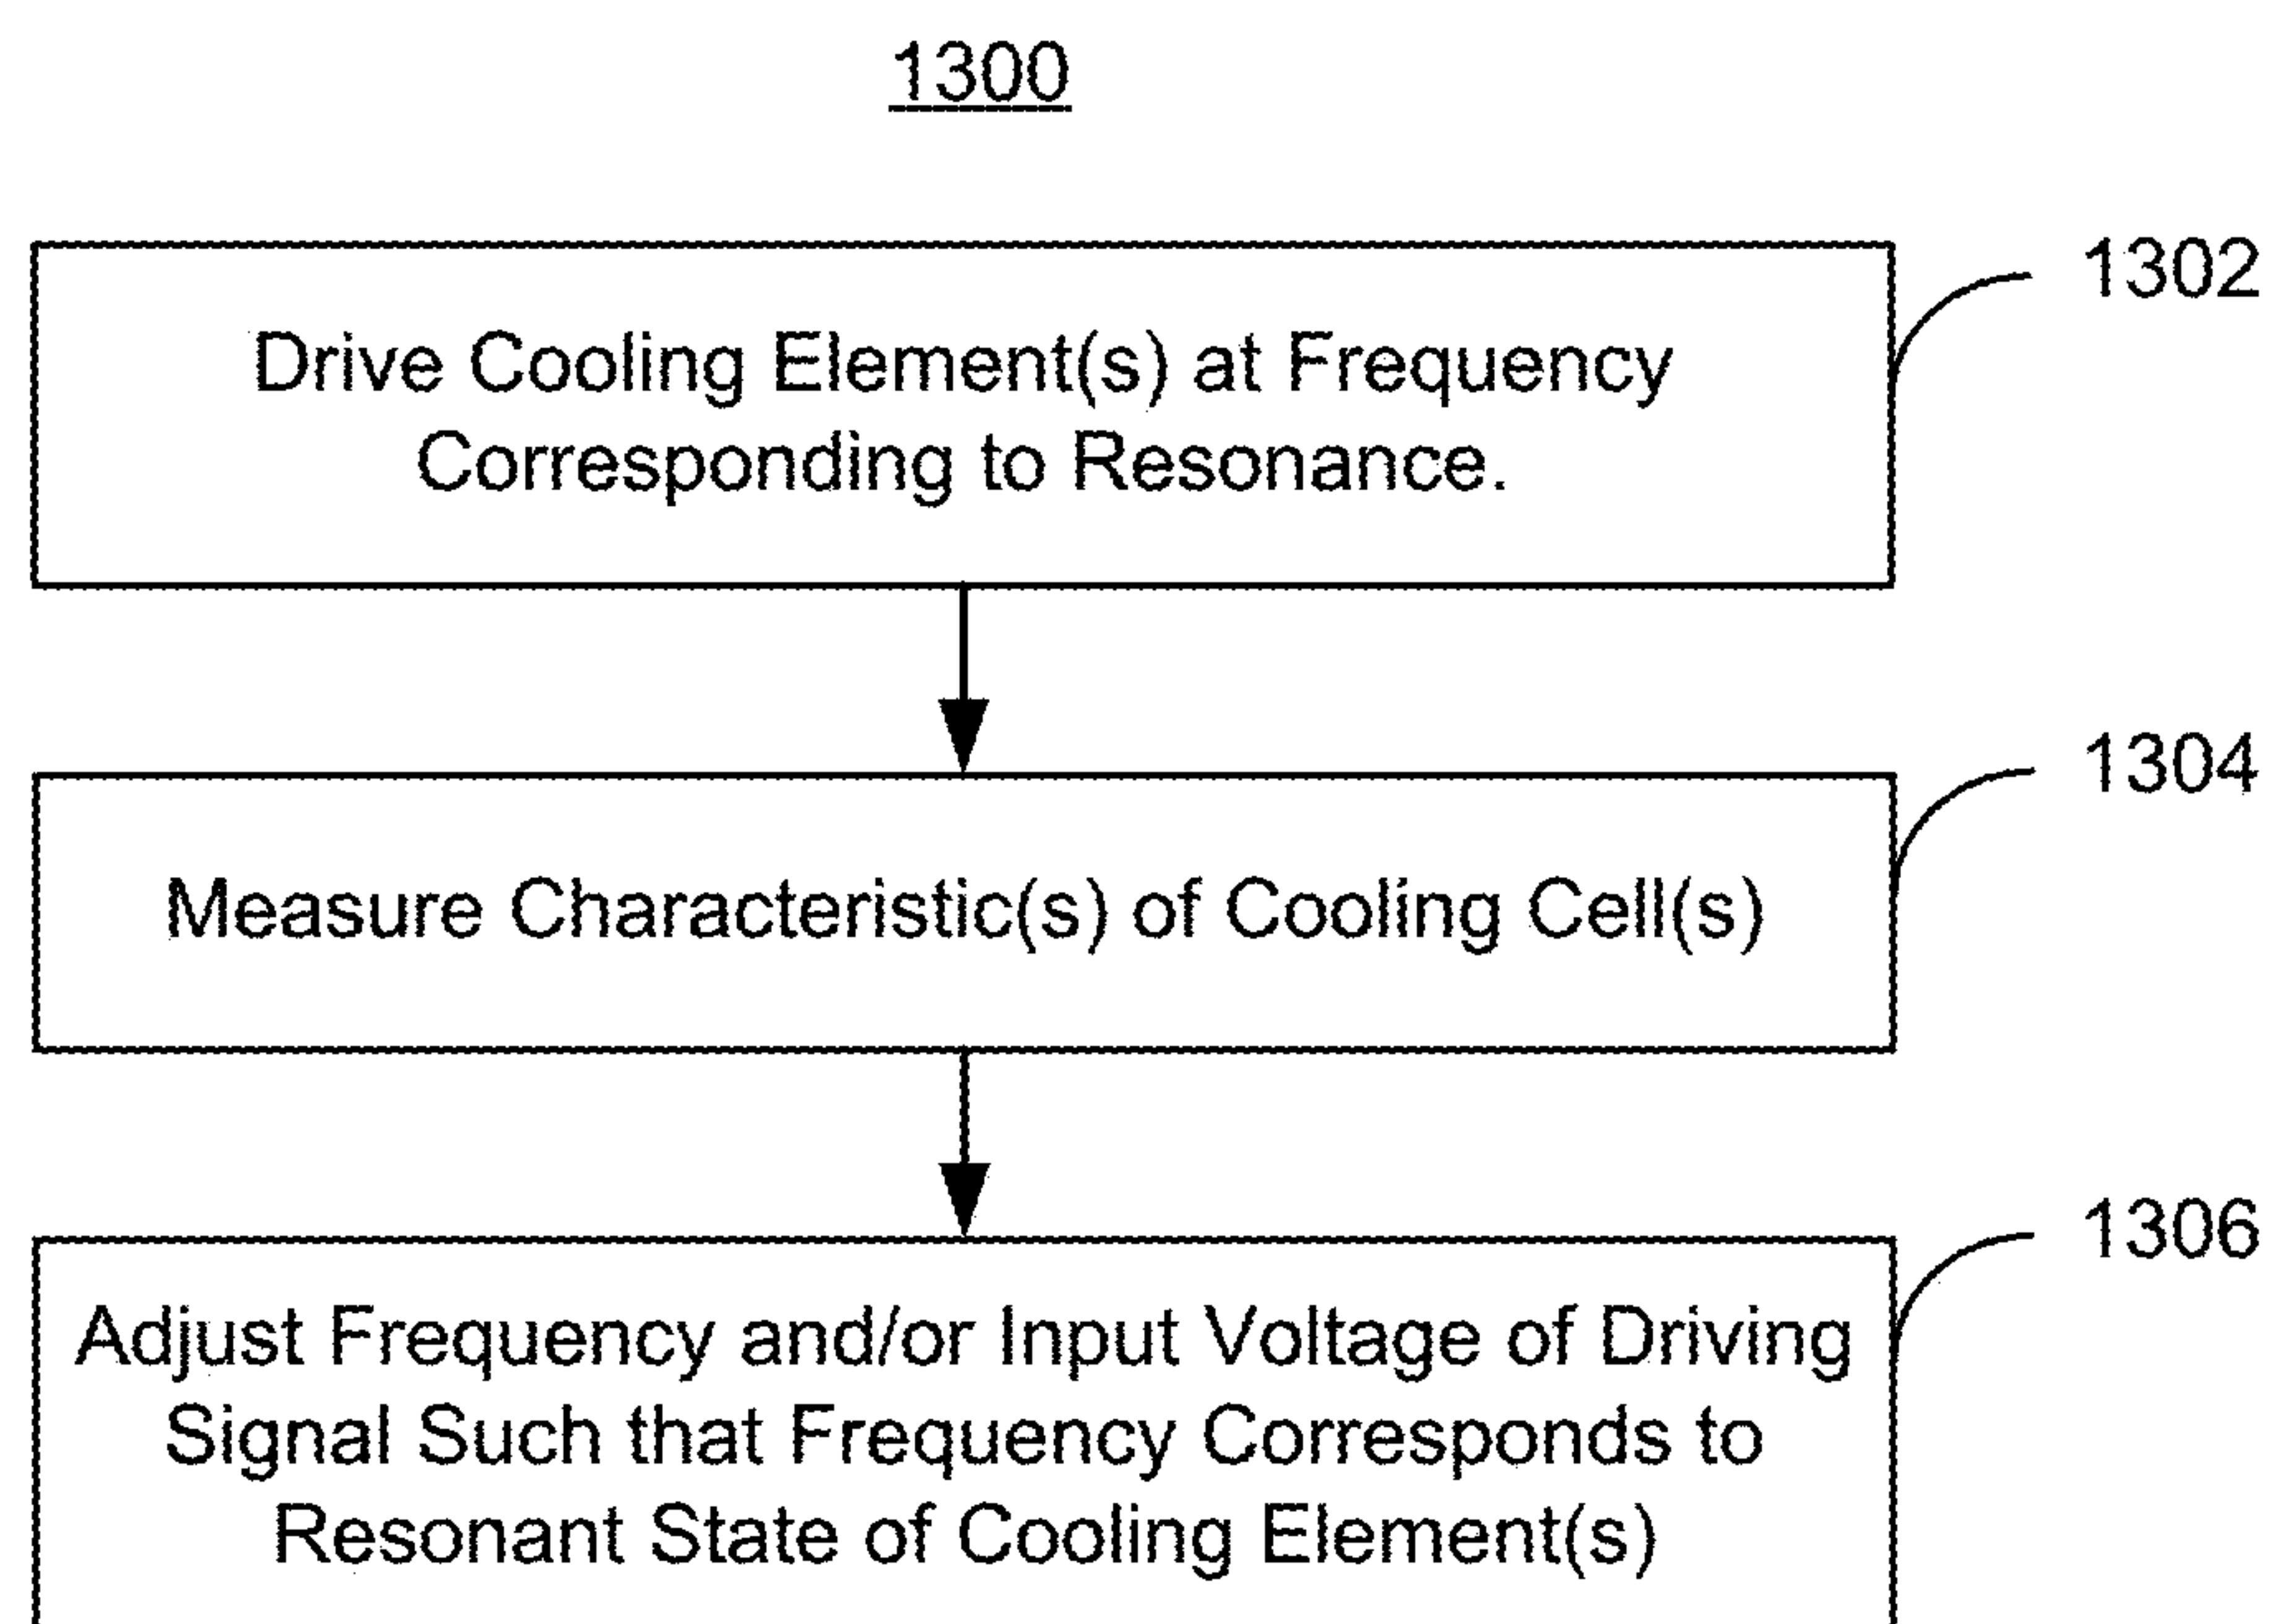 1300
1302
Drive Cooling Element(s) at Frequency
Corresponding to Resonance.
1304
Measure Characteristic(s) of Cooling Cell(s)
1306
Adjust Frequency and/or Input Voltage of Driving
Signal Such that Frequency Corresponds to
Resonant State of Cooling Element(s)